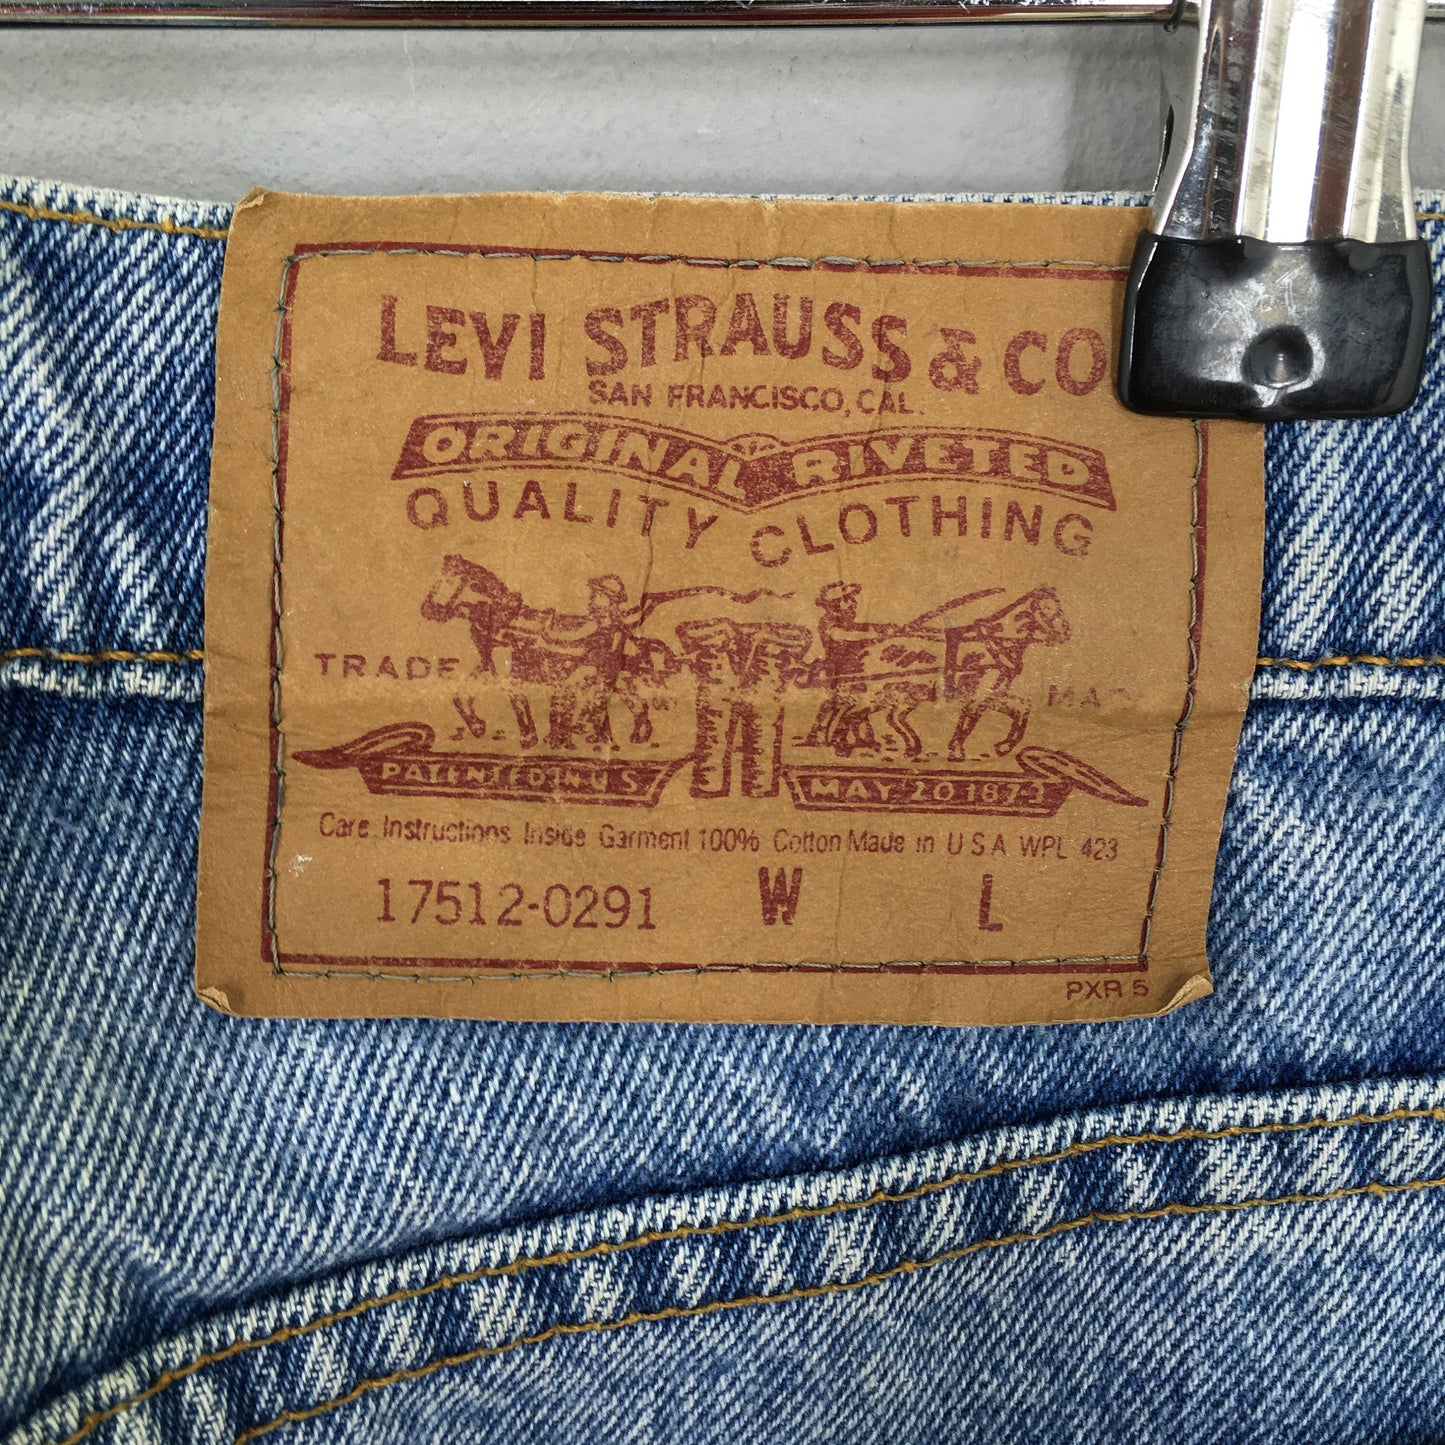 LEVI STRAUSS & CO
SAN FRANCISCO, CAL.
ORIGINAL RIVETED
QUALITY CLOTHING
TRADE
PATENTED IN U S
MAY 20 1873
Care Instructions Inside Garment 100% Cotton Made in U.S.A WPL 423
17512-0291 W L
PXR 5